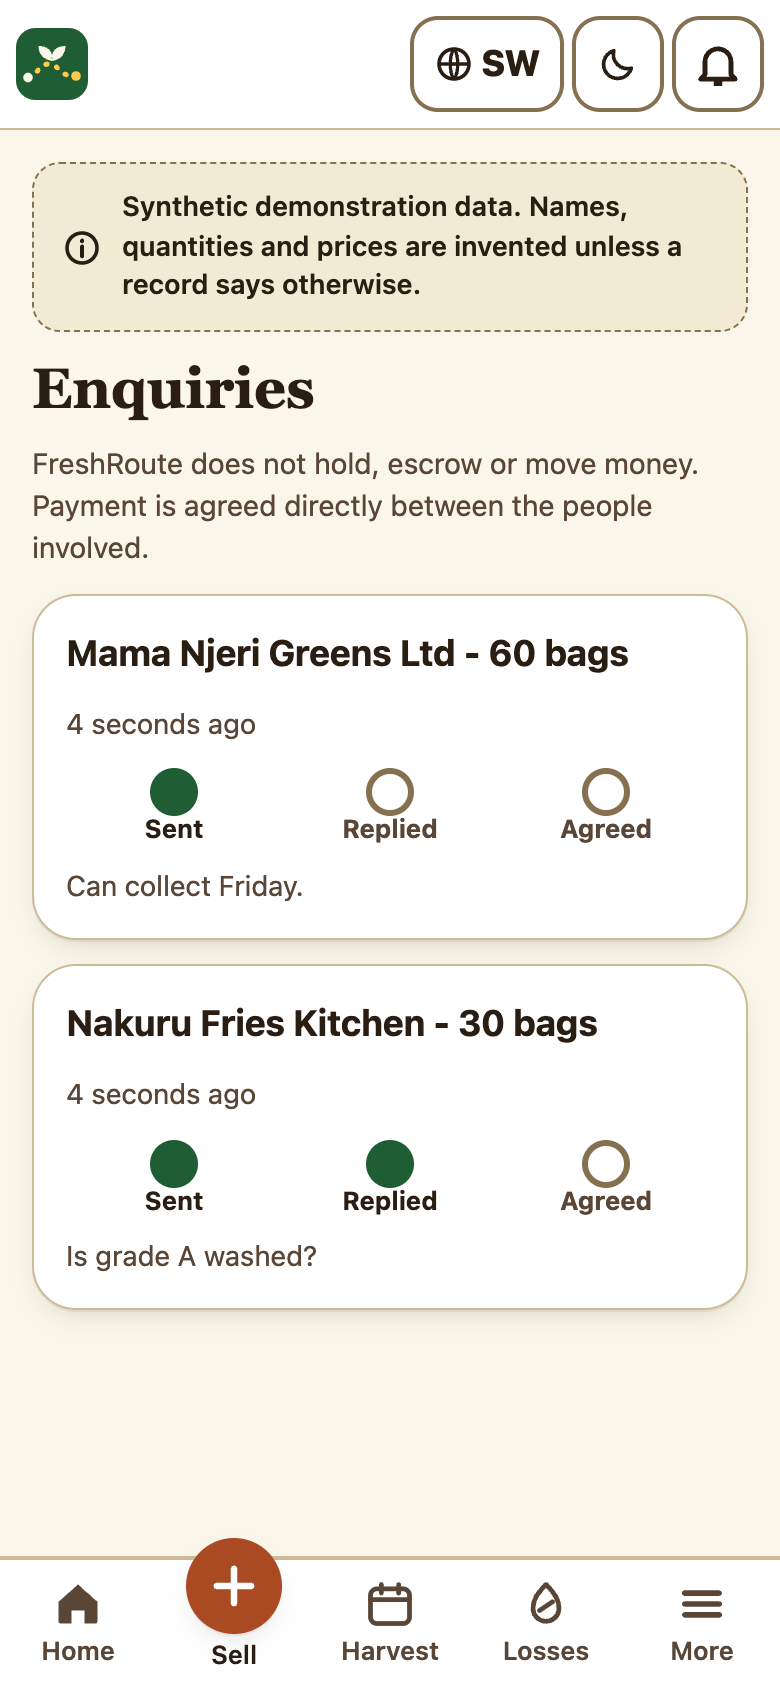 SW
Synthetic demonstration data. Names,
quantities and prices are invented unless a
record says otherwise.
Enquiries
FreshRoute does not hold, escrow or move money.
Payment is agreed directly between the people
involved.
Mama Njeri Greens Ltd - 60 bags
4 seconds ago
Sent Replied Agreed
Can collect Friday.
Nakuru Fries Kitchen - 30 bags
4 seconds ago
Sent Replied Agreed
Is grade A washed?
Home Sell Harvest Losses More